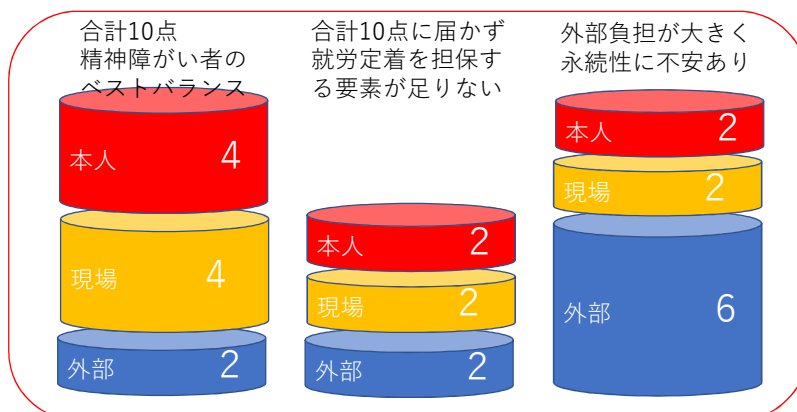 合計10点
精神障がい者の
ベストバランス
本人 4
現場 4
外部 2
合計10点に届かず
就労定着を担保す
る要素が足りない
本人 2
現場 2
外部 2
外部負担が大きく
永続性に不安あり
本人 2
現場 2
外部 6